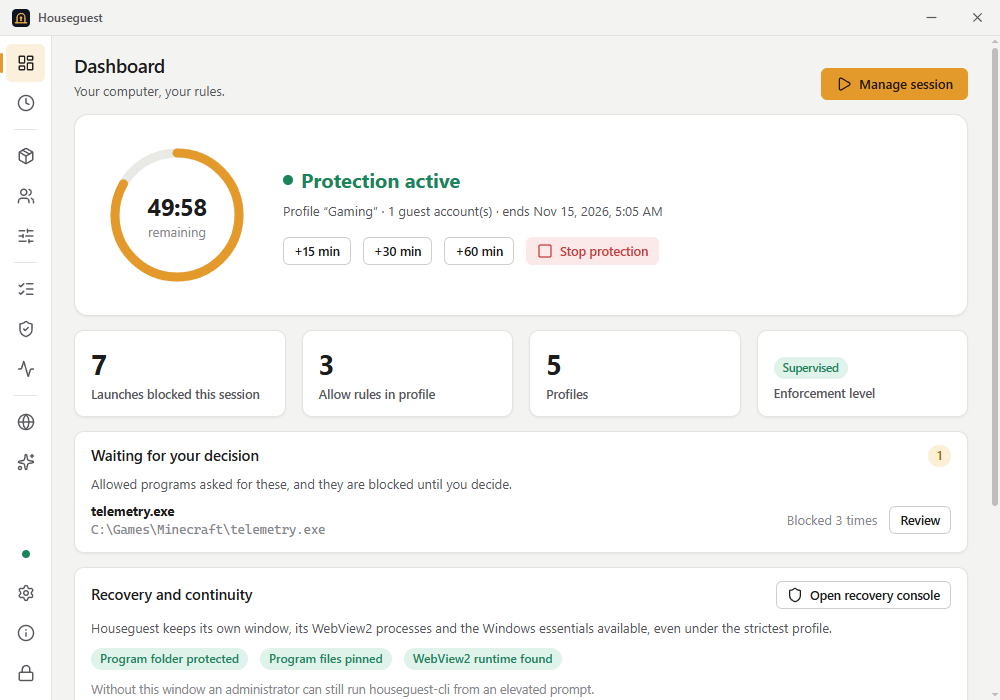 Houseguest
Dashboard
Your computer, your rules.
Manage session
49:58
remaining
Protection active
Profile “Gaming” · 1 guest account(s) · ends Nov 15, 2026, 5:05 AM
+15 min
+30 min
+60 min
Stop protection
7
Launches blocked this session
3
Allow rules in profile
5
Profiles
Supervised
Enforcement level
Waiting for your decision
1
Allowed programs asked for these, and they are blocked until you decide.
telemetry.exe
C:\Games\Minecraft\telemetry.exe
Blocked 3 times
Review
Recovery and continuity
Open recovery console
Houseguest keeps its own window, its WebView2 processes and the Windows essentials available, even under the strictest profile.
Program folder protected
Program files pinned
WebView2 runtime found
Without this window an administrator can still run houseguest-cli from an elevated prompt.